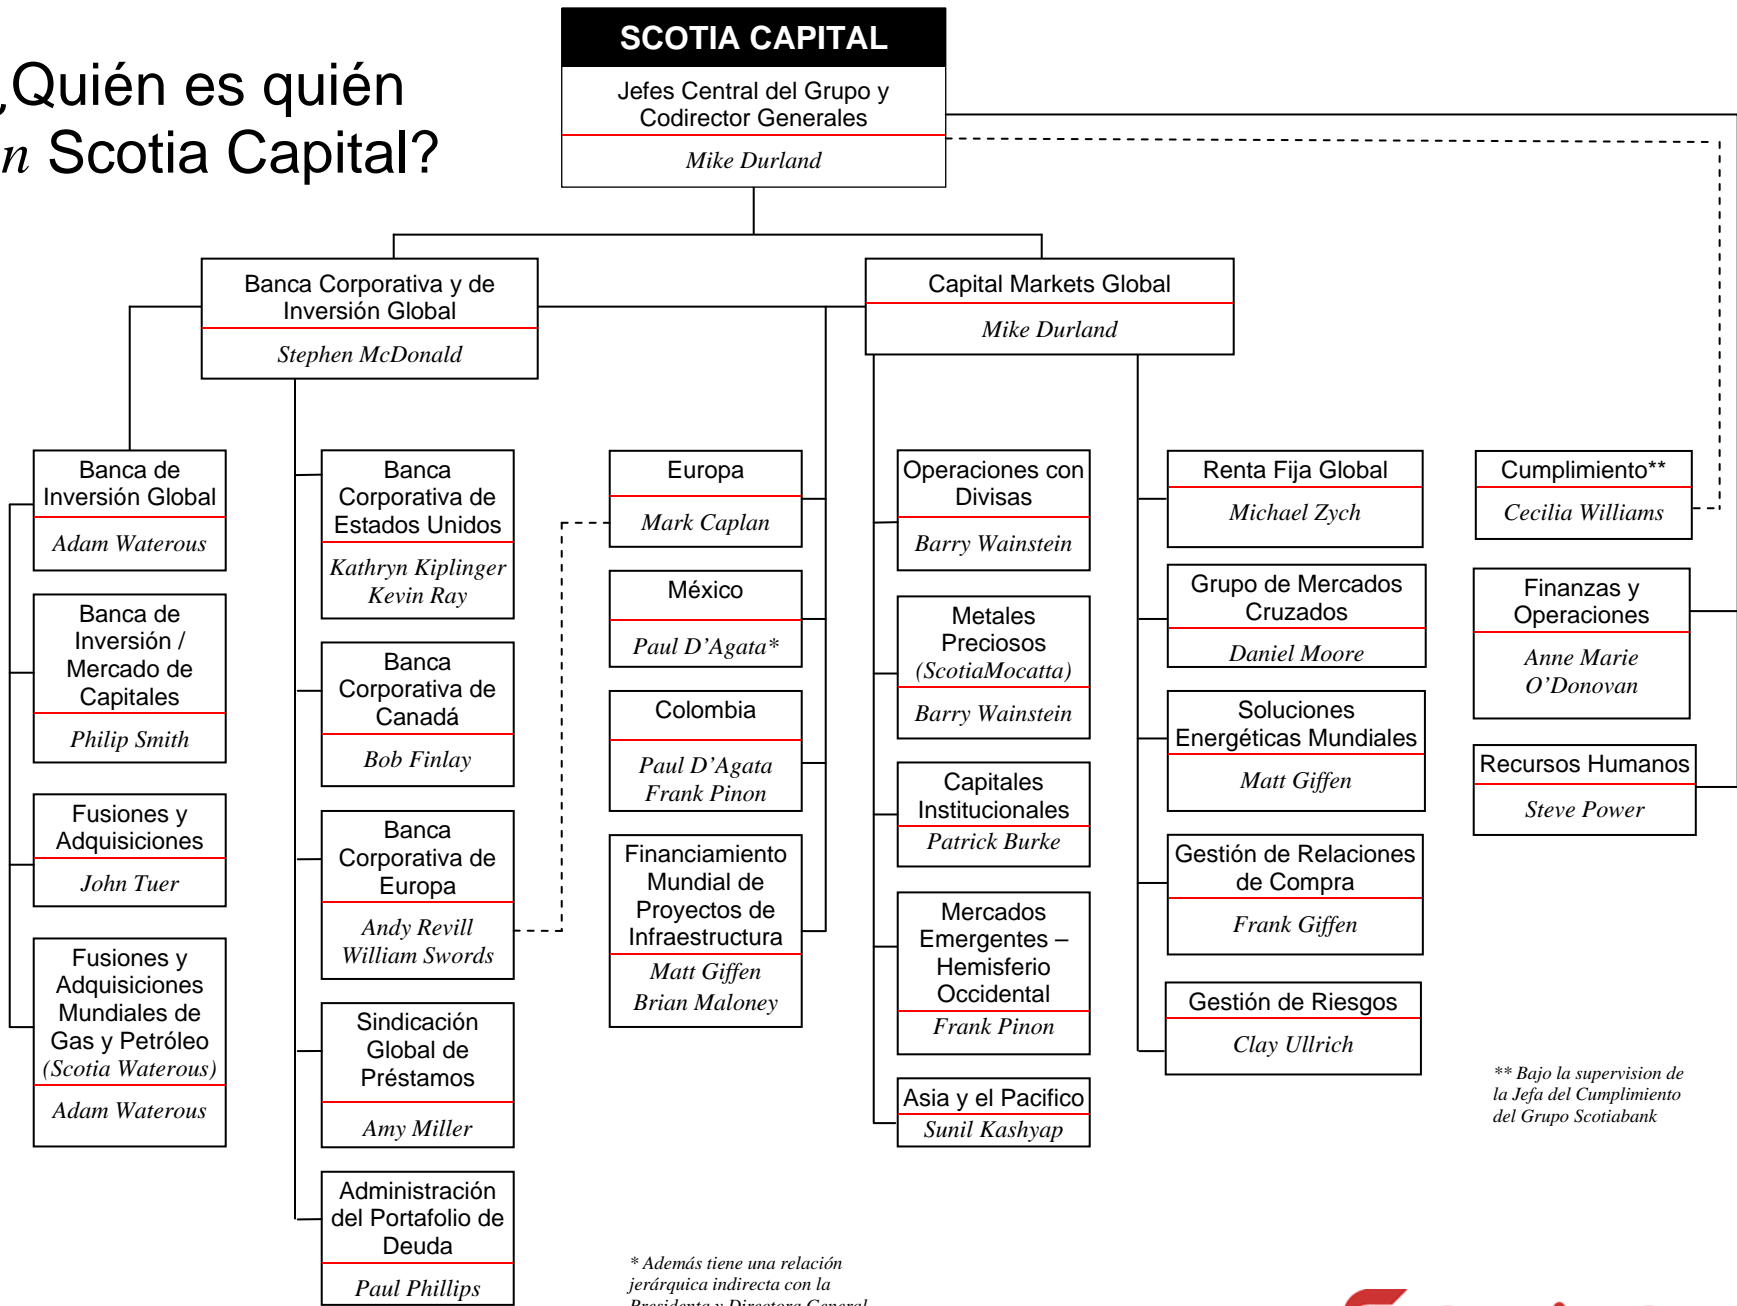 ¿Quién es quién
en Scotia Capital?
SCOTIA CAPITAL
Jefes Central del Grupo y
Codirector Generales
Mike Durland
Banca Corporativa y de
Inversión Global
Stephen McDonald
Capital Markets Global
Mike Durland
Banca de
Inversión Global
Adam Waterous
Banca de
Inversión /
Mercado de
Capitales
Philip Smith
Fusiones y
Adquisiciones
John Tuer
Fusiones y
Adquisiciones
Mundiales de
Gas y Petróleo
(Scotia Waterous)
Adam Waterous
Banca
Corporativa de
Estados Unidos
Kathryn Kiplinger
Kevin Ray
Banca
Corporativa de
Canadá
Bob Finlay
Banca
Corporativa de
Europa
Andy Revill
William Swords
Sindicación
Global de
Préstamos
Amy Miller
Administración
del Portafolio de
Deuda
Paul Phillips
Europa
Mark Caplan
México
Paul D’Agata*
Colombia
Paul D’Agata
Frank Pinon
Financiamiento
Mundial de
Proyectos de
Infraestructura
Matt Giffen
Brian Maloney
* Además tiene una relación
jerárquica indirecta con la
Presidenta y Directora General
Operaciones con
Divisas
Barry Wainstein
Metales
Preciosos
(ScotiaMocatta)
Barry Wainstein
Capitales
Institucionales
Patrick Burke
Mercados
Emergentes –
Hemisferio
Occidental
Frank Pinon
Asia y el Pacifico
Sunil Kashyap
Renta Fija Global
Michael Zych
Grupo de Mercados
Cruzados
Daniel Moore
Soluciones
Energéticas Mundiales
Matt Giffen
Gestión de Relaciones
de Compra
Frank Giffen
Gestión de Riesgos
Clay Ullrich
Cumplimiento**
Cecilia Williams
Finanzas y
Operaciones
Anne Marie
O’Donovan
Recursos Humanos
Steve Power
** Bajo la supervision de
la Jefa del Cumplimiento
del Grupo Scotiabank